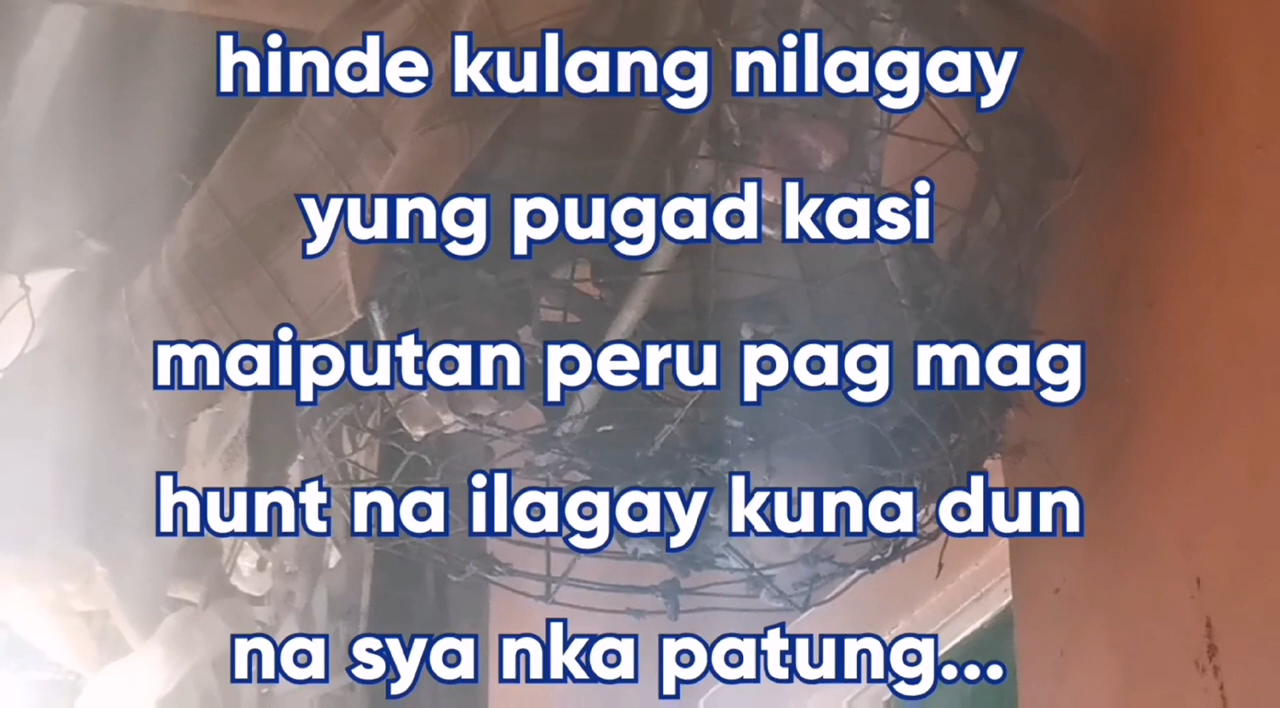 hinde kulang nilagay
yung pugad kasi
maiputan peru pag mag
hunt na ilagay kuna dun
na sya nka patung...